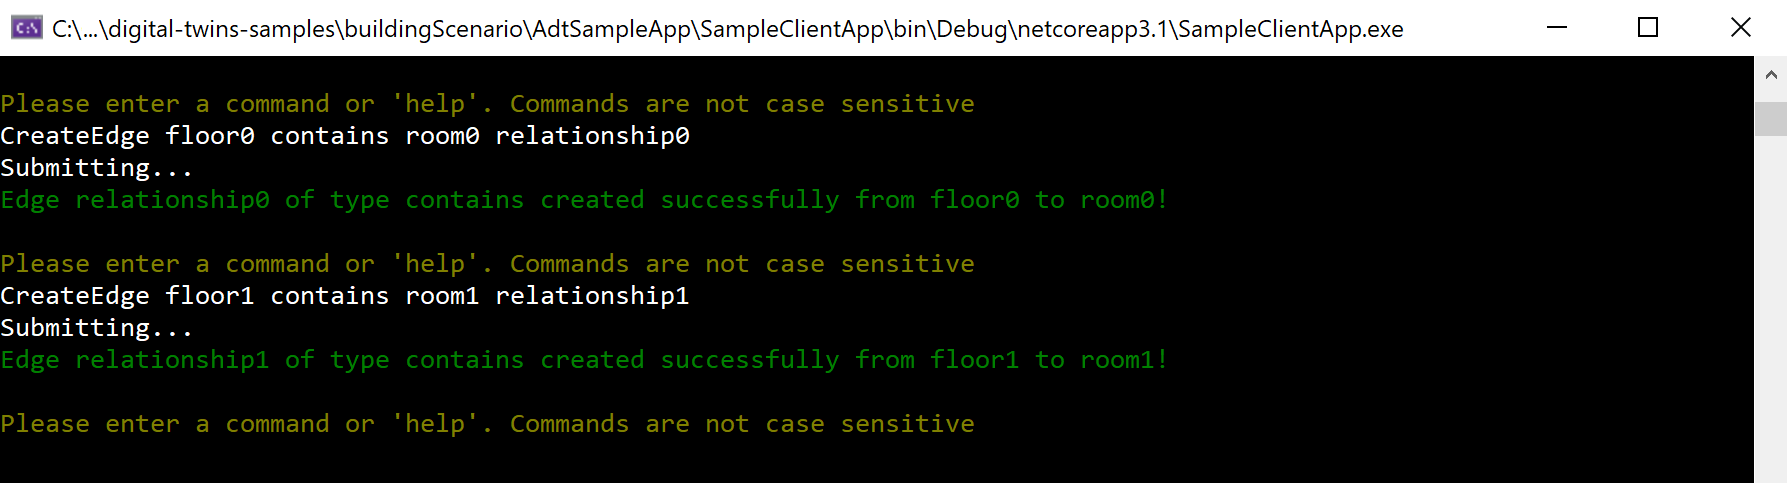 C:\...\digital-twins-samples\buildingScenario\AdtSampleApp\SampleClientApp\bin\Debug\netcoreapp3.1\SampleClientApp.exe
Please enter a command or 'help'. Commands are not case sensitive
CreateEdge floor0 contains room0 relationship0
Submitting...
Edge relationship0 of type contains created successfully from floor0 to room0!
Please enter a command or 'help'. Commands are not case sensitive
CreateEdge floor1 contains room1 relationship1
Submitting...
Edge relationship1 of type contains created successfully from floor1 to room1!
Please enter a command or 'help'. Commands are not case sensitive